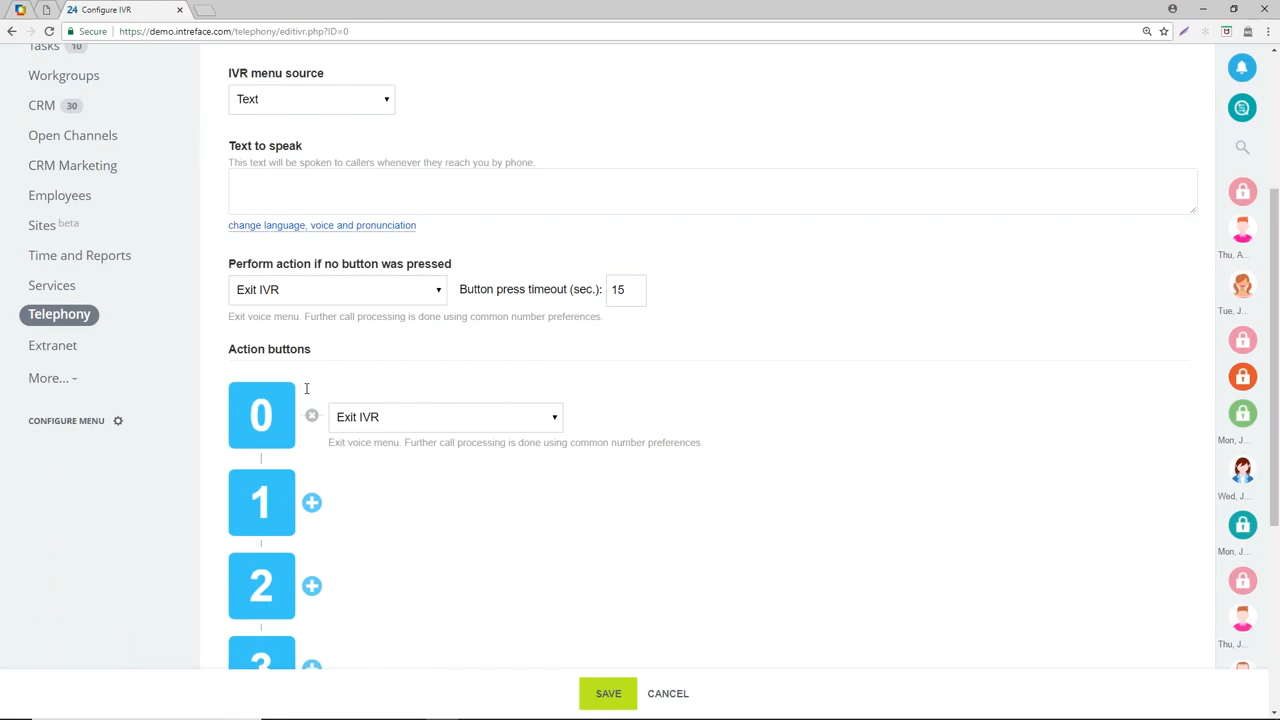 24 Configure IVR
Secure https://demo.intreface.com/telephony/editivr.php?ID=0
Tasks 10
Workgroups
CRM 30
Open Channels
CRM Marketing
Employees
Sites beta
Time and Reports
Services
Telephony
Extranet
More...
CONFIGURE MENU
IVR menu source
Text
Text to speak
This text will be spoken to callers whenever they reach you by phone.
change language, voice and pronunciation
Perform action if no button was pressed
Exit IVR Button press timeout (sec.): 15
Exit voice menu. Further call processing is done using common number preferences.
Action buttons
0
Exit IVR
Exit voice menu. Further call processing is done using common number preferences.
1
2
3
SAVE CANCEL
Thu, A...
Tue, J...
Mon, J...
Wed, J...
Mon, J...
Thu, J...